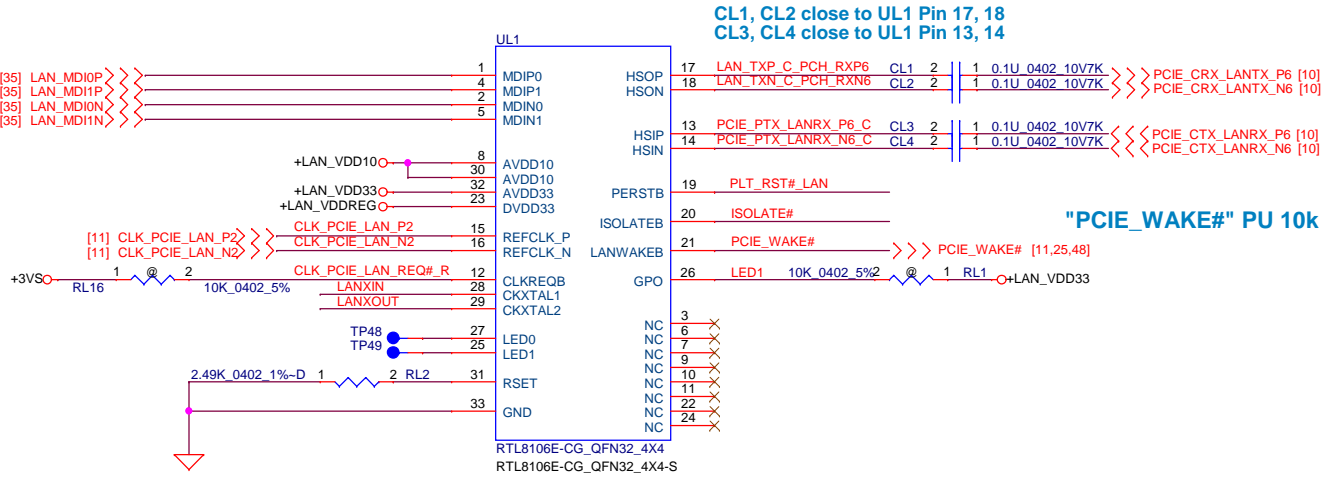 CL1, CL2 close to UL1 Pin 17, 18
CL3, CL4 close to UL1 Pin 13, 14
UL1
[35] LAN_MDI0P 1 MDIP0
[35] LAN_MDI1P 4 MDIP1
[35] LAN_MDI0N 2 MDIN0
[35] LAN_MDI1N 5 MDIN1
+LAN_VDD10 8 AVDD10
30 AVDD10
+LAN_VDD33 32 AVDD33
+LAN_VDDREG 23 DVDD33
[11] CLK_PCIE_LAN_P2 CLK_PCIE_LAN_P2 15 REFCLK_P
[11] CLK_PCIE_LAN_N2 CLK_PCIE_LAN_N2 16 REFCLK_N
+3VS 1 @ 2 CLK_PCIE_LAN_REQ#_R 12 CLKREQB
RL16 10K_0402_5%
LANXIN 28 CKXTAL1
LANXOUT 29 CKXTAL2
TP48 27 LED0
TP49 25 LED1
2.49K_0402_1%~D 1 2 RL2 31 RSET
33 GND
HSOP 17 LAN_TXP_C_PCH_RXP6 CL1 2 1 0.1U_0402_10V7K PCIE_CRX_LANTX_P6 [10]
HSON 18 LAN_TXN_C_PCH_RXN6 CL2 2 1 0.1U_0402_10V7K PCIE_CRX_LANTX_N6 [10]
HSIP 13 PCIE_PTX_LANRX_P6_C CL3 2 1 0.1U_0402_10V7K PCIE_CTX_LANRX_P6 [10]
HSIN 14 PCIE_PTX_LANRX_N6_C CL4 2 1 0.1U_0402_10V7K PCIE_CTX_LANRX_N6 [10]
PERSTB 19 PLT_RST#_LAN
ISOLATEB 20 ISOLATE#
"PCIE_WAKE#" PU 10k
LANWAKEB 21 PCIE_WAKE# PCIE_WAKE# [11,25,48]
GPO 26 LED1 10K_0402_5% 2 @ 1 RL1 +LAN_VDD33
NC 3
NC 6
NC 7
NC 9
NC 10
NC 11
NC 22
NC 24
RTL8106E-CG_QFN32_4X4
RTL8106E-CG_QFN32_4X4-S